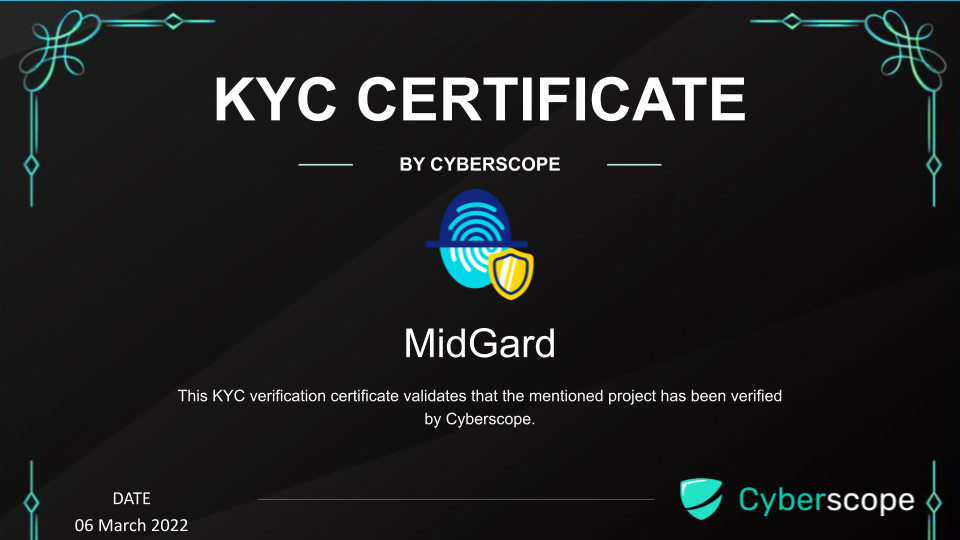 KYC CERTIFICATE
BY CYBERSCOPE
MidGard
This KYC verification certificate validates that the mentioned project has been verified
by Cyberscope.
DATE
06 March 2022
Cyberscope